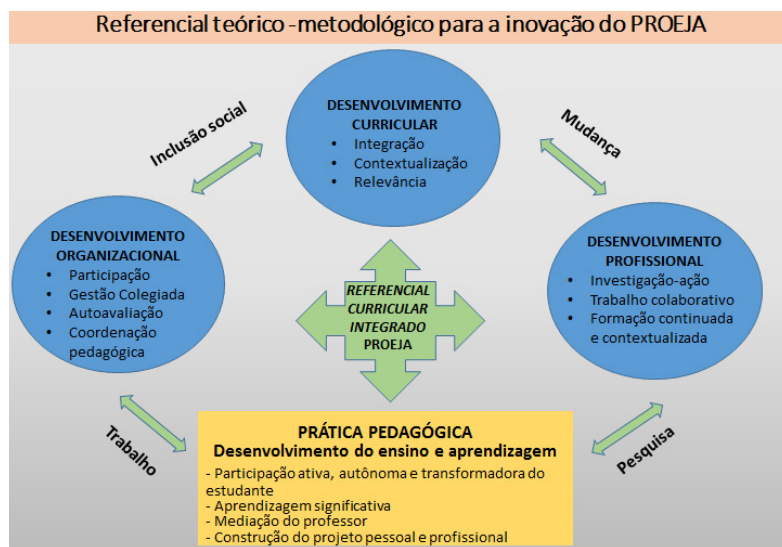 Referencial teórico -metodológico para a inovação do PROEJA
Inclusão social
DESENVOLVIMENTO
CURRICULAR
• Integração
• Contextualização
• Relevância
Mudança
DESENVOLVIMENTO
ORGANIZACIONAL
• Participação
• Gestão Colegiada
• Autoavaliação
• Coordenação
pedagógica
REFERENCIAL
CURRICULAR
INTEGRADO
PROEJA
DESENVOLVIMENTO
PROFISSIONAL
• Investigação-ação
• Trabalho colaborativo
• Formação continuada
e contextualizada
Trabalho
PRÁTICA PEDAGÓGICA
Desenvolvimento do ensino e aprendizagem
- Participação ativa, autônoma e transformadora do
estudante
- Aprendizagem significativa
- Mediação do professor
- Construção do projeto pessoal e profissional
Pesquisa